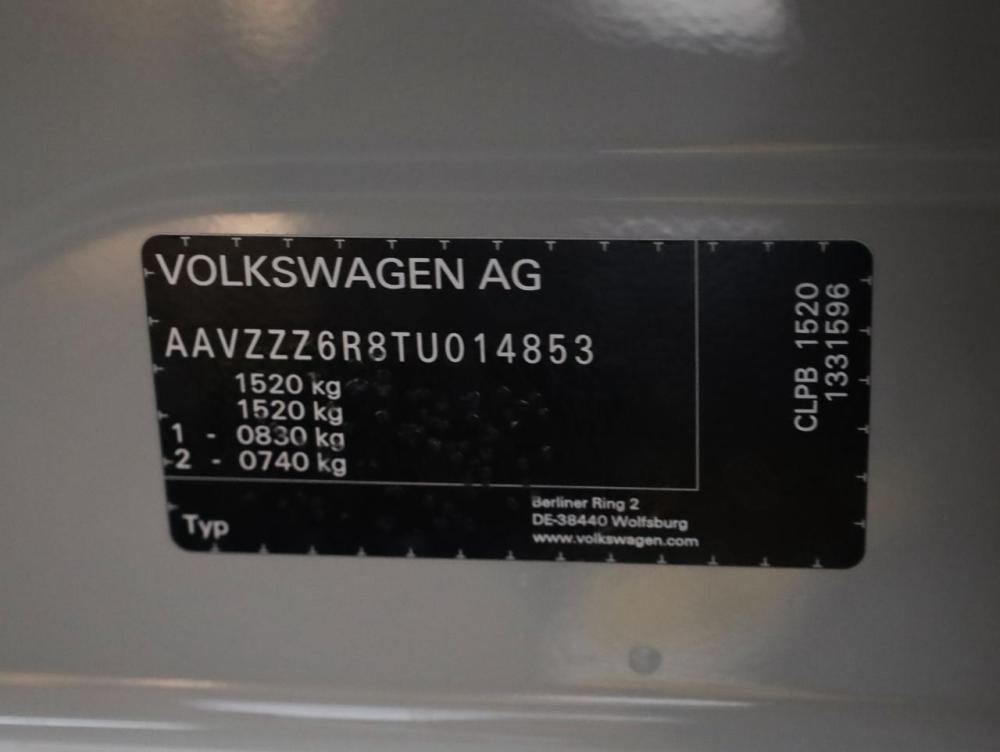 VOLKSWAGEN AG
AAVZZZ6R8TU014853
1520 kg
1520 kg
1 - 0830 kg
2 - 0740 kg
Typ
Berliner Ring 2
DE-38440 Wolfsburg
www.volkswagen.com
CLPB 1520
1331596